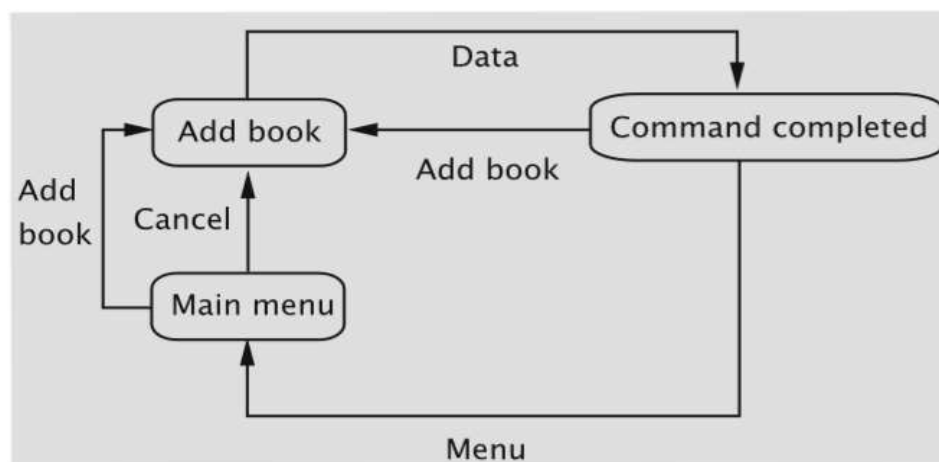 Data
Add book
Command completed
Add book
Add
book
Cancel
Main menu
Menu